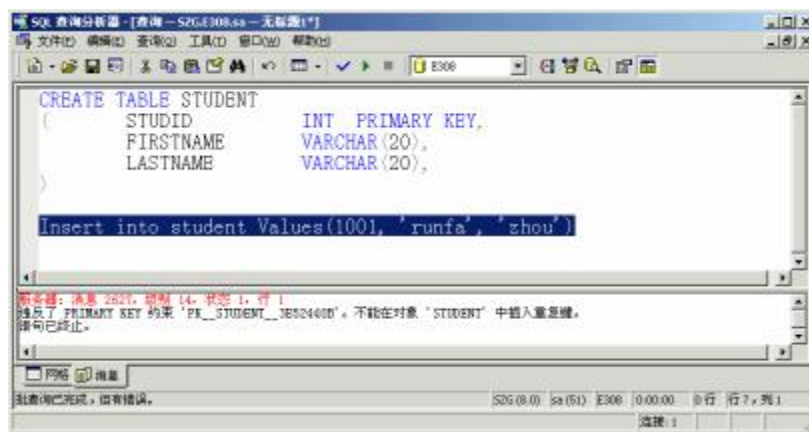 SQL 查询分析器 - [查询 - SZG.E308.sa - 无标题1*]
文件(F) 编辑(E) 查询(Q) 工具(T) 窗口(W) 帮助(H)
E308
CREATE TABLE STUDENT
( STUDID INT PRIMARY KEY,
FIRSTNAME VARCHAR(20),
LASTNAME VARCHAR(20),
)
Insert into student Values(1001, 'runfa', 'zhou')
服务器: 消息 2627，级别 14，状态 1，行 1
违反了 PRIMARY KEY 约束 'PK__STUDENT__3E52440B'。不能在对象 'STUDENT' 中插入重复键。
语句已终止。
网格 消息
批查询已完成，但有错误。 SZG (8.0) sa (51) E308 0:00:00 0 行 行 7，列 1
连接: 1